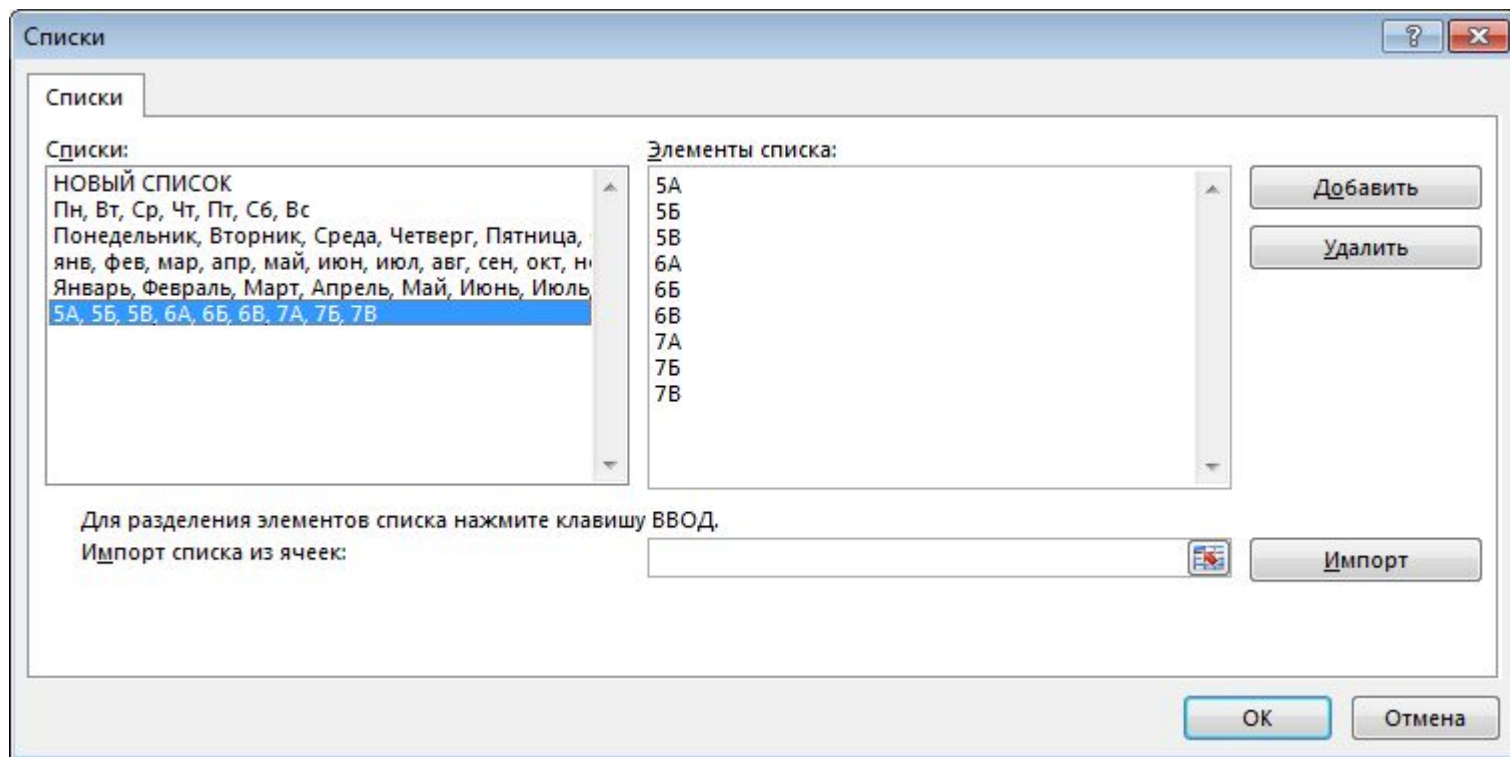 Списки
Списки
Списки:
НОВЫЙ СПИСОК
Пн, Вт, Ср, Чт, Пт, Сб, Вс
Понедельник, Вторник, Среда, Четверг, Пятница,
янв, фев, мар, апр, май, июн, июл, авг, сен, окт,
Январь, Февраль, Март, Апрель, Май, Июнь, Июль,
5А, 5Б, 5В, 6А, 6Б, 6В, 7А, 7Б, 7В
Элементы списка:
5А
5Б
5В
6А
6Б
6В
7А
7Б
7В
Добавить
Удалить
Для разделения элементов списка нажмите клавишу ВВОД.
Импорт списка из ячеек:
Импорт
ОК
Отмена